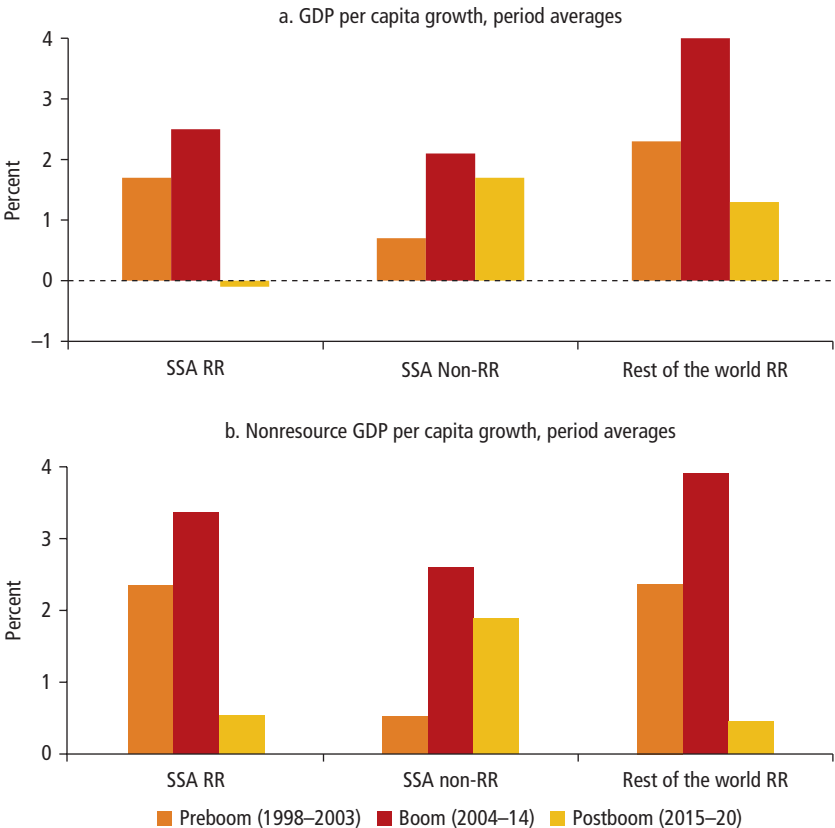 a. GDP per capita growth, period averages
4
3
2
1
0
–1
Percent
SSA RR
SSA Non-RR
Rest of the world RR
b. Nonresource GDP per capita growth, period averages
4
3
2
1
0
Percent
SSA RR
SSA non-RR
Rest of the world RR
Preboom (1998–2003)
Boom (2004–14)
Postboom (2015–20)